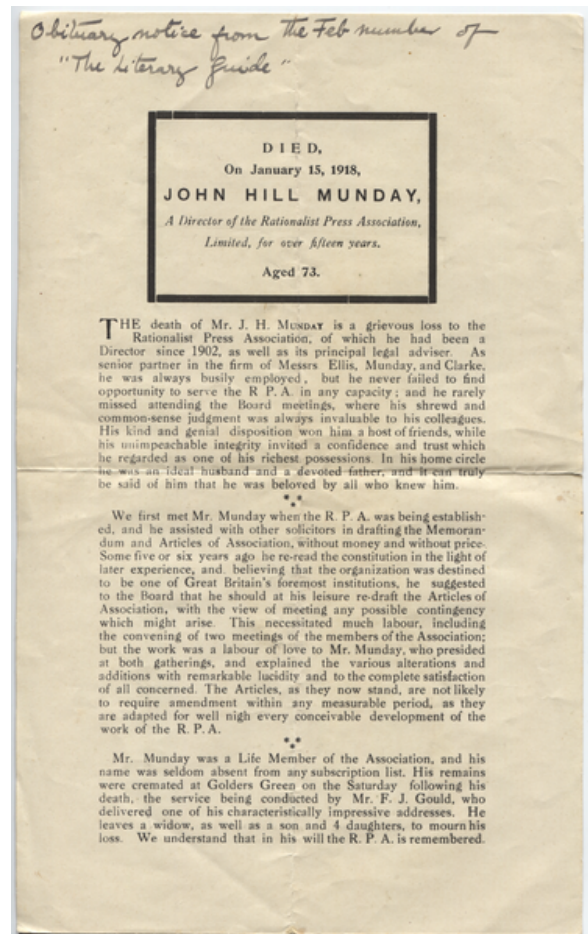 Obituary notice from the Feb number of
"The Literary Guide"
DIED,
On January 15, 1918,
JOHN HILL MUNDAY,
A Director of the Rationalist Press Association,
Limited, for over fifteen years.
Aged 73.
THE death of Mr. J. H. MUNDAY is a grievous loss to the
Rationalist Press Association, of which he had been a
Director since 1902, as well as its principal legal adviser. As
senior partner in the firm of Messrs Ellis, Munday, and Clarke,
he was always busily employed, but he never failed to find
opportunity to serve the R P A. in any capacity; and he rarely
missed attending the Board meetings, where his shrewd and
common-sense judgment was always invaluable to his colleagues.
His kind and genial disposition won him a host of friends, while
his unimpeachable integrity invited a confidence and trust which
he regarded as one of his richest possessions. In his home circle
he was an ideal husband and a devoted father, and it can truly
be said of him that he was beloved by all who knew him.
We first met Mr. Munday when the R. P. A. was being establish-
ed, and he assisted with other solicitors in drafting the Memoran-
dum and Articles of Association, without money and without price.
Some five or six years ago he re-read the constitution in the light of
later experience, and, believing that the organization was destined
to be one of Great Britain's foremost institutions, he suggested
to the Board that he should at his leisure re-draft the Articles of
Association, with the view of meeting any possible contingency
which might arise. This necessitated much labour, including
the convening of two meetings of the members of the Association;
but the work was a labour of love to Mr. Munday, who presided
at both gatherings, and explained the various alterations and
additions with remarkable lucidity and to the complete satisfaction
of all concerned. The Articles, as they now stand, are not likely
to require amendment within any measurable period, as they
are adapted for well nigh every conceivable development of the
work of the R. P. A.
Mr. Munday was a Life Member of the Association, and his
name was seldom absent from any subscription list. His remains
were cremated at Golders Green on the Saturday following his
death, the service being conducted by Mr. F. J. Gould, who
delivered one of his characteristically impressive addresses. He
leaves a widow, as well as a son and 4 daughters, to mourn his
loss. We understand that in his will the R. P. A. is remembered.